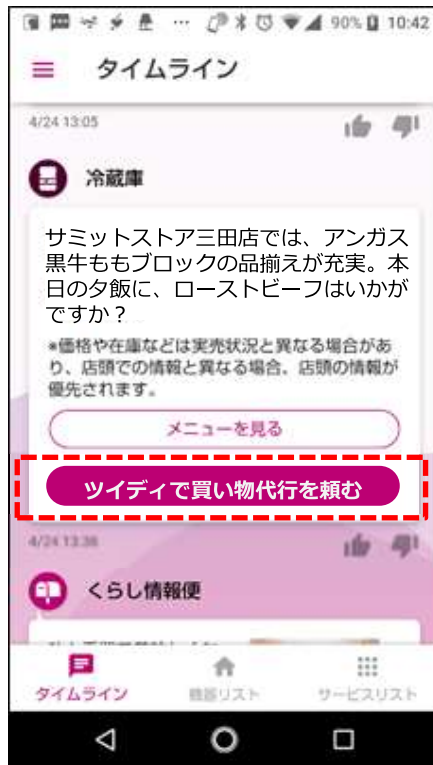 90% 10:42
タイムライン
4/24 13:05
冷蔵庫
サミットストア三田店では、アンガス
黒牛ももブロックの品揃えが充実。本
日の夕飯に、ローストビーフはいかが
ですか？
*価格や在庫などは実売状況と異なる場合があ
り、店頭での情報と異なる場合、店頭の情報が
優先されます。
メニューを見る
ツイディで買い物代行を頼む
4/24 13:36
くらし情報便
タイムライン 機器リスト サービスリスト